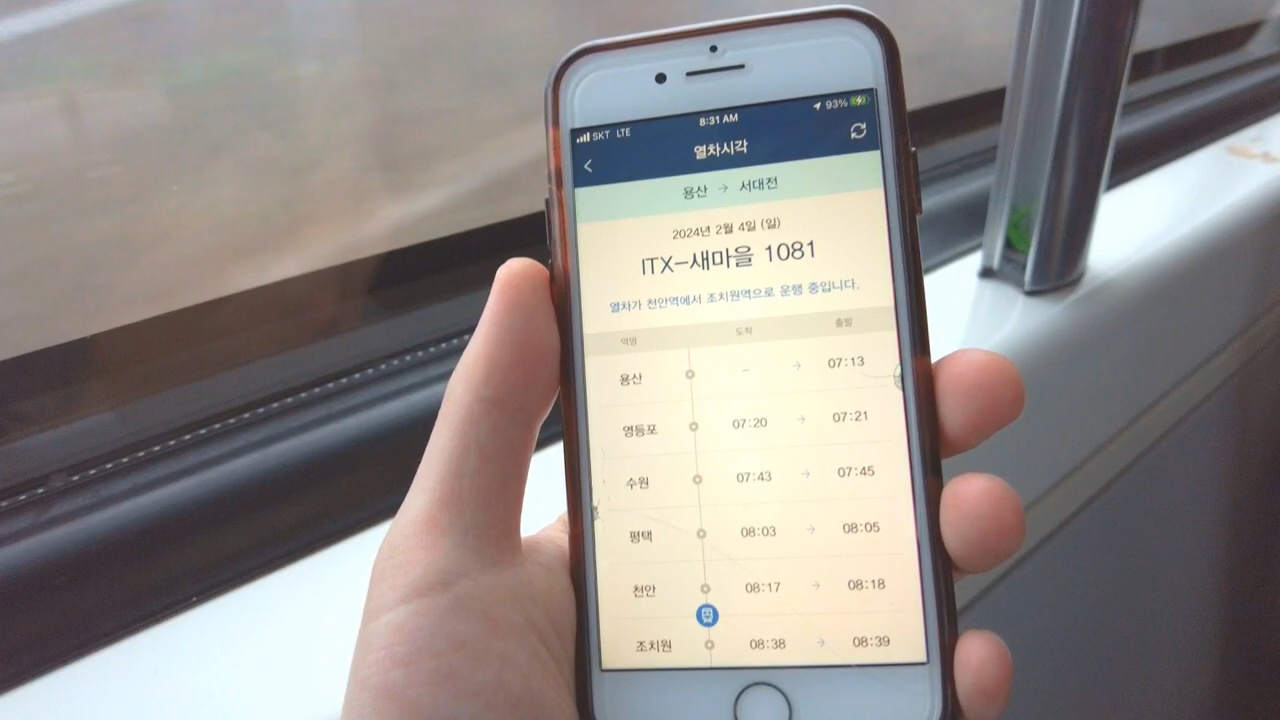 SKT LTE 8:31 AM 93%
열차시각
용산 → 서대전
2024년 2월 4일 (일)
ITX-새마을 1081
열차가 천안역에서 조치원역으로 운행 중입니다.
역명 도착 출발
용산 - → 07:13
영등포 07:20 → 07:21
수원 07:43 → 07:45
평택 08:03 → 08:05
천안 08:17 → 08:18
조치원 08:38 → 08:39